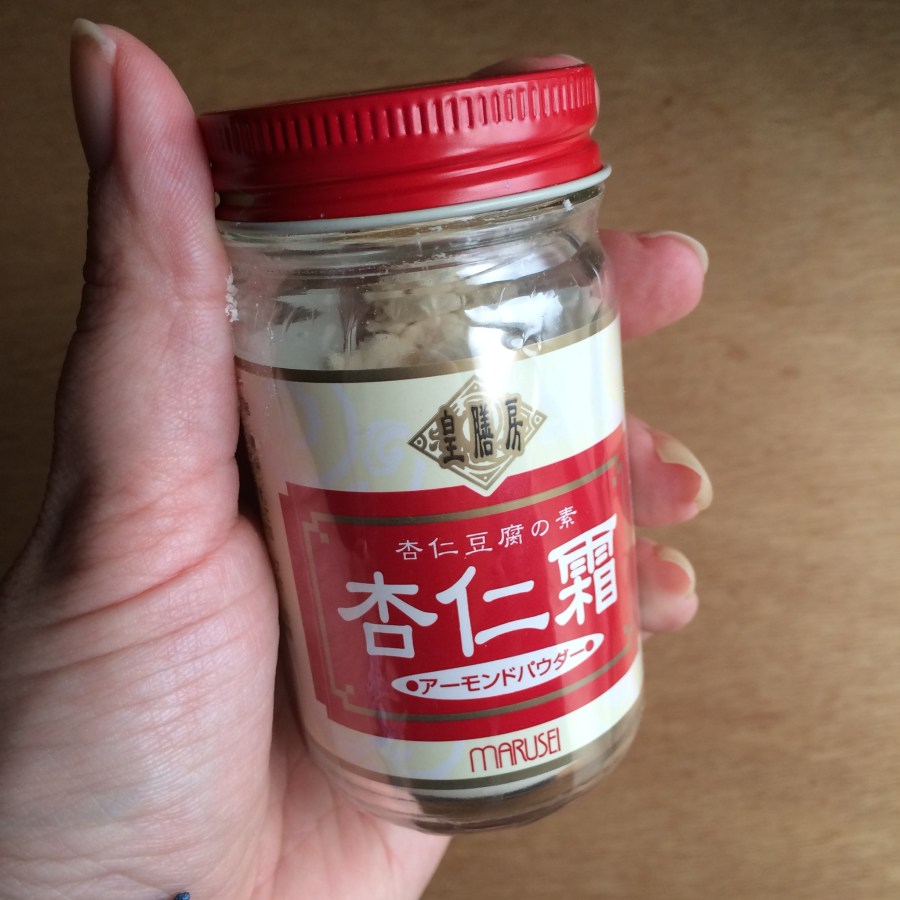 皇膳房
杏仁豆腐の素
杏仁霜
•アーモンドパウダー•
MARUSEI